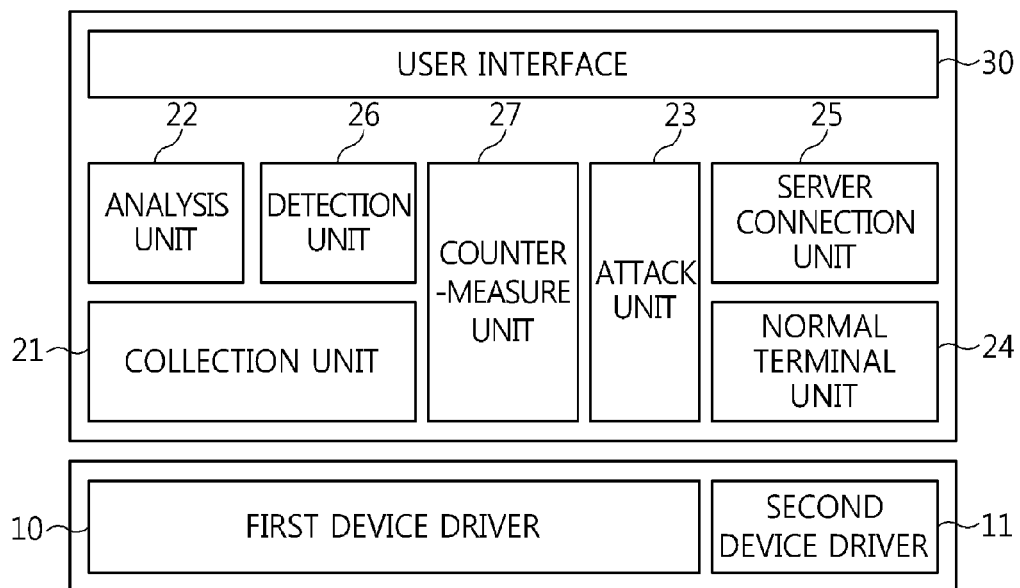 USER INTERFACE
30
22
26
27
23
25
ANALYSIS
UNIT
DETECTION
UNIT
COUNTER
-MEASURE
UNIT
ATTACK
UNIT
SERVER
CONNECTION
UNIT
21
COLLECTION UNIT
NORMAL
TERMINAL
UNIT
24
10
FIRST DEVICE DRIVER
SECOND
DEVICE DRIVER
11